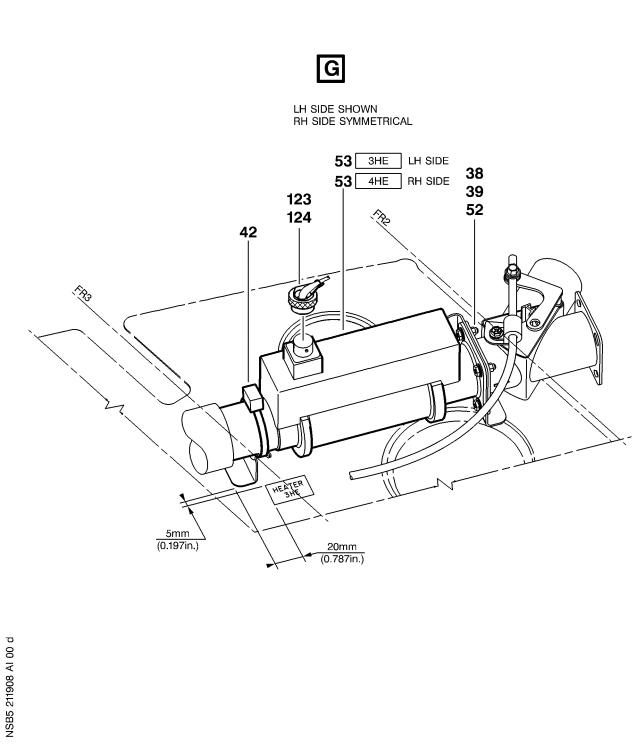 G
LH SIDE SHOWN
RH SIDE SYMMETRICAL
53 3HE LH SIDE
53 4HE RH SIDE
38
39
52
123
124
42
FR2
FR3
HEATER
3HE
5mm
(0.197in.)
20mm
(0.787in.)
NSB5 211908 AI 00 d